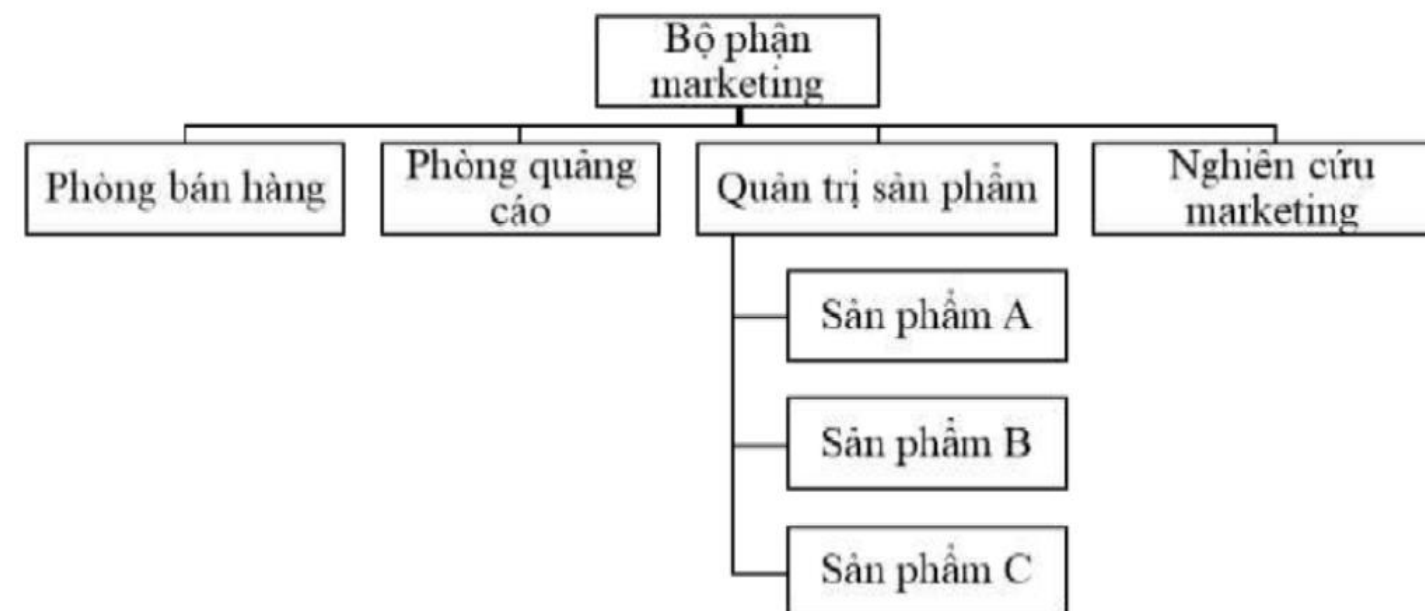 Bộ phận
marketing
Phòng bán hàng
Phòng quảng
cáo
Quản trị sản phẩm
Nghiên cứu
marketing
Sản phẩm A
Sản phẩm B
Sản phẩm C